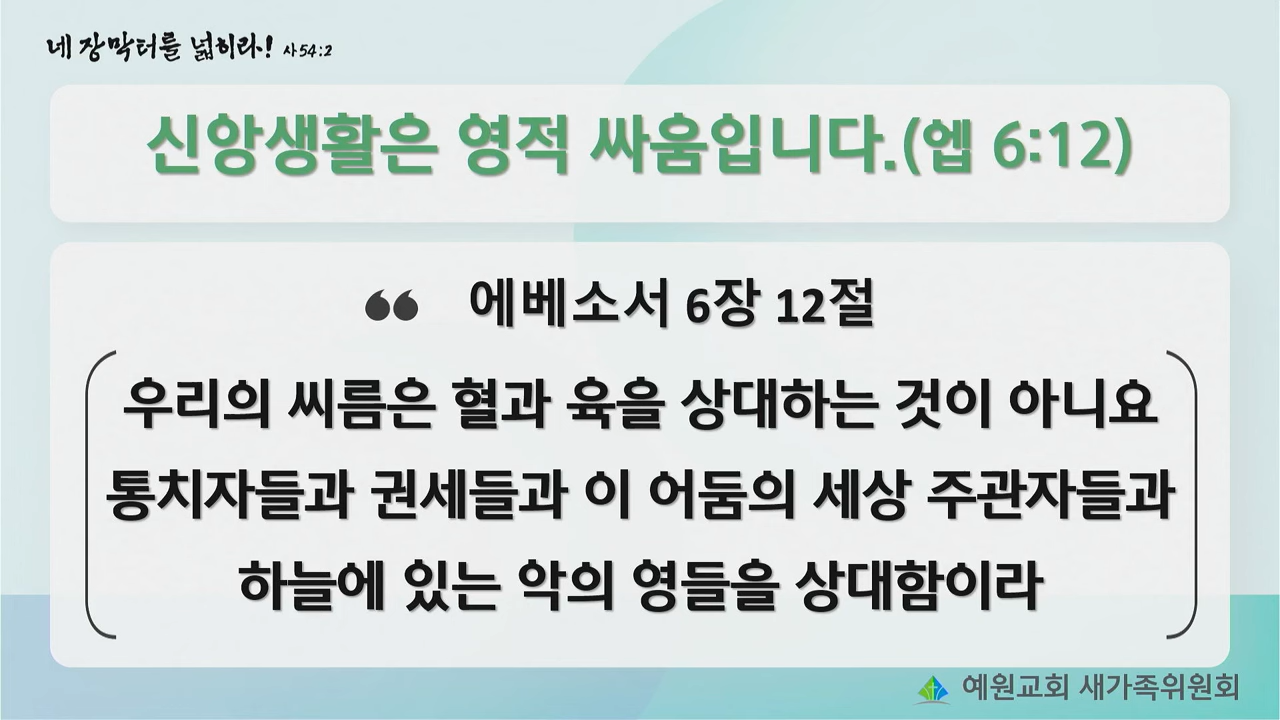 네 장막터를 넓히라! 사54:2
신앙생활은 영적 싸움입니다.(엡 6:12)
❝ 에베소서 6장 12절
우리의 씨름은 혈과 육을 상대하는 것이 아니요
통치자들과 권세들과 이 어둠의 세상 주관자들과
하늘에 있는 악의 영들을 상대함이라
예원교회 새가족위원회